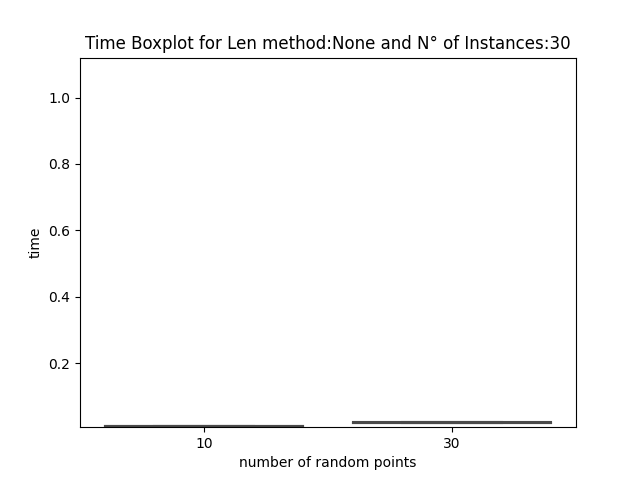 Time Boxplot for Len method:None and N° of Instances:30
1.0
0.8
0.6
0.4
0.2
time
10 30
number of random points